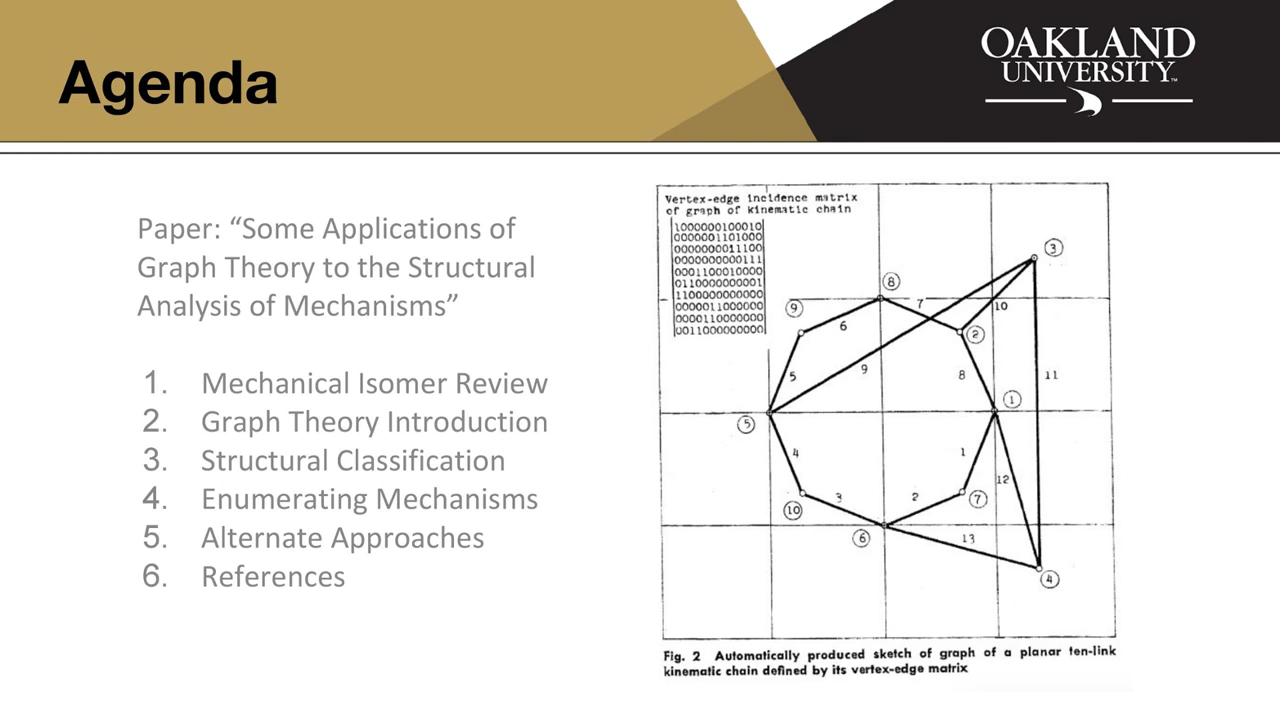 Agenda
OAKLAND
UNIVERSITY™
Paper: “Some Applications of
Graph Theory to the Structural
Analysis of Mechanisms”
1. Mechanical Isomer Review
2. Graph Theory Introduction
3. Structural Classification
4. Enumerating Mechanisms
5. Alternate Approaches
6. References
Vertex-edge incidence matrix
of graph of kinematic chain
1000000100010
0000001101000
0000000011100
0000000000111
0001100010000
0110000000001
1100000000000
0000011000000
0000110000000
0011000000000
3
8
7
10
9
6
2
5
9
8
11
1
5
4
1
12
3
2
10
7
6
13
4
Fig. 2 Automatically produced sketch of graph of a planar ten-link
kinematic chain defined by its vertex-edge matrix